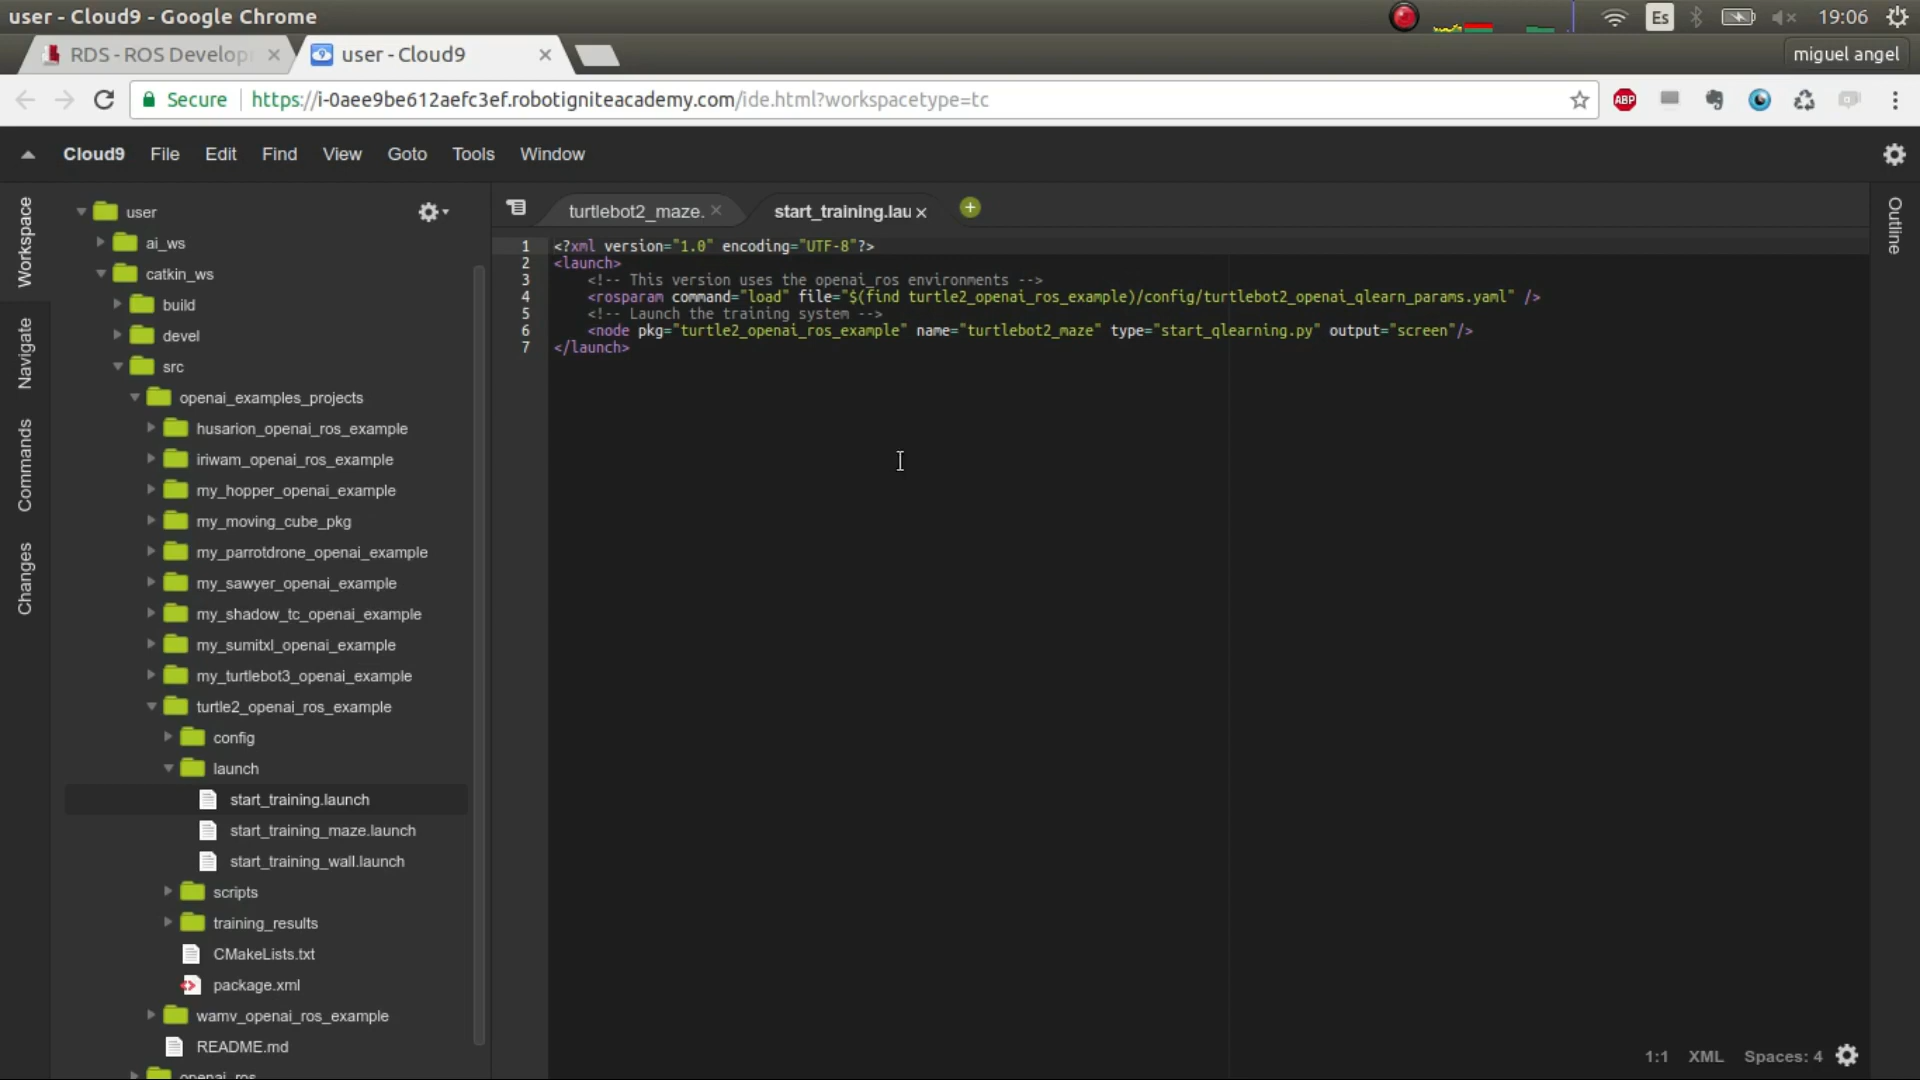 user - Cloud9 - Google Chrome
Es
19:06
RDS - ROS Develop
user - Cloud9
miguel angel
Secure
https://i-0aee9be612aefc3ef.robotigniteacademy.com/ide.html?workspacetype=tc
ABP
Cloud9 File Edit Find View Goto Tools Window
Workspace
Navigate
Commands
Changes
user
ai_ws
catkin_ws
build
devel
src
openai_examples_projects
husarion_openai_ros_example
iriwam_openai_ros_example
my_hopper_openai_example
my_moving_cube_pkg
my_parrotdrone_openai_example
my_sawyer_openai_example
my_shadow_tc_openai_example
my_sumitxl_openai_example
my_turtlebot3_openai_example
turtle2_openai_ros_example
config
launch
start_training.launch
start_training_maze.launch
start_training_wall.launch
scripts
training_results
CMakeLists.txt
package.xml
wamv_openai_ros_example
README.md
openai_ros
turtlebot2_maze.
start_training.lau
1 <?xml version="1.0" encoding="UTF-8"?>
2 <launch>
3 <!-- This version uses the openai_ros environments -->
4 <rosparam command="load" file="$(find turtle2_openai_ros_example)/config/turtlebot2_openai_qlearn_params.yaml" />
5 <!-- Launch the training system -->
6 <node pkg="turtle2_openai_ros_example" name="turtlebot2_maze" type="start_qlearning.py" output="screen"/>
7 </launch>
Outline
1:1 XML Spaces: 4